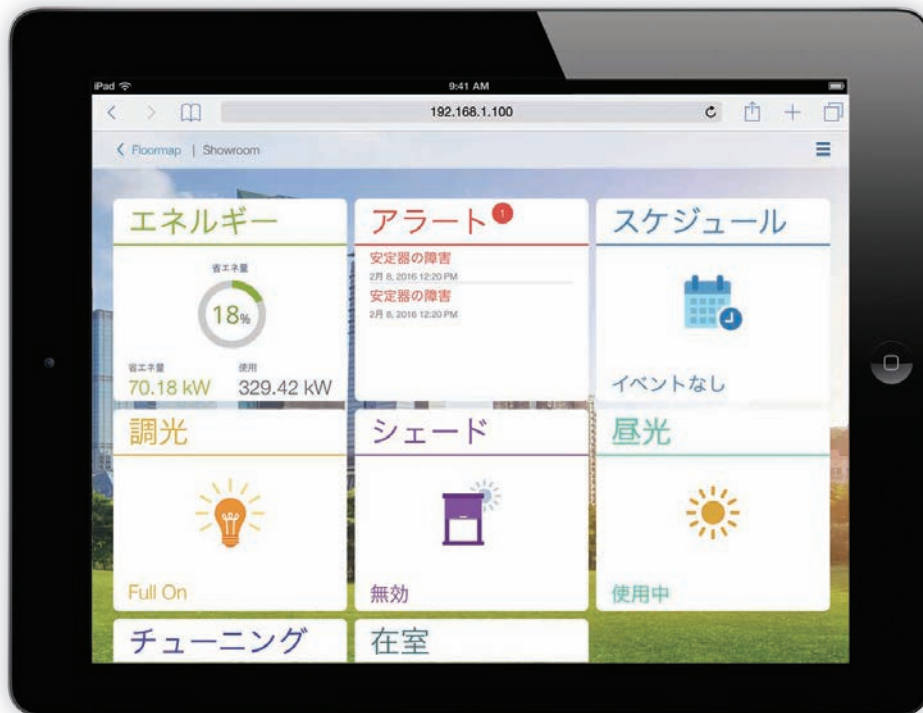 iPad
9:41 AM
192.168.1.100
Floormap | Showroom
エネルギー
省エネ量
18%
省エネ量
使用
70.18 kW
329.42 kW
アラート
1
安定器の障害
2月 8, 2016 12:20 PM
安定器の障害
2月 8, 2016 12:20 PM
スケジュール
イベントなし
調光
Full On
シェード
無効
昼光
使用中
チューニング
在室